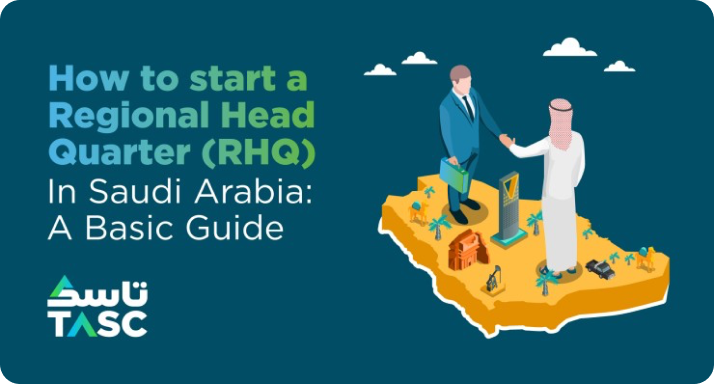 How to start a
Regional Head
Quarter (RHQ)
In Saudi Arabia:
A Basic Guide
تاسك
TASC